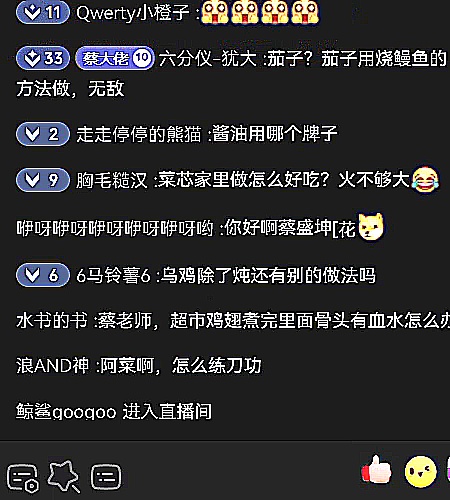 11 Qwerty小橙子 :
33 蔡大佬 10 六分仪-犹大 :茄子？茄子用烧鳗鱼的
方法做，无敌
2 走走停停的熊猫 :酱油用哪个牌子
9 胸毛糙汉 :菜芯家里做怎么好吃？火不够大
咿呀咿呀咿呀咿呀咿呀哟 :你好啊蔡盛坤[花
6 6马铃薯6 :乌鸡除了炖还有别的做法吗
水书的书 :蔡老师，超市鸡翅煮完里面骨头有血水怎么办
浪AND神 :阿菜啊，怎么练刀功
鲸鲨googoo 进入直播间